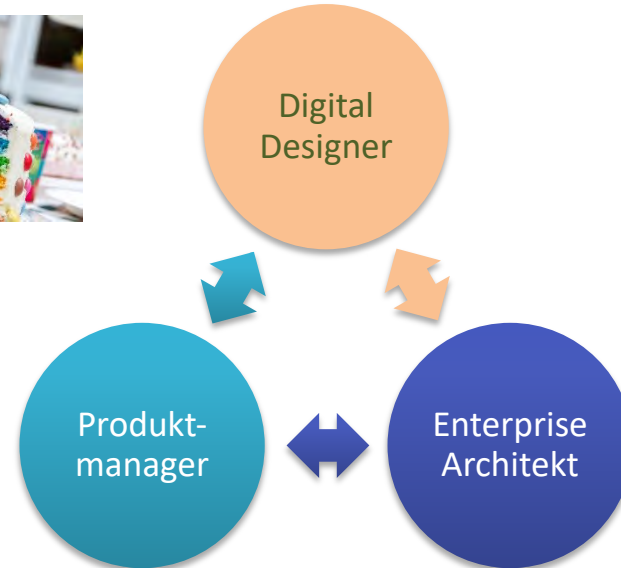 Digital
Designer
Produkt-
manager
Enterprise
Architekt